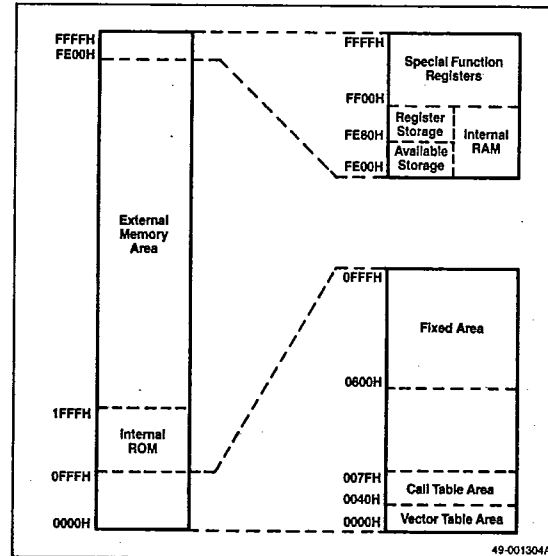 FFFFH
FE00H
External
Memory
Area
1FFFH
Internal
ROM
0FFFH
0000H
FFFFH
Special Function
Registers
FF00H
Register
Storage
FE80H
Available
Storage
FE00H
Internal
RAM
0FFFH
Fixed Area
0600H
007FH
Call Table Area
0040H
0000H
Vector Table Area
49-001304A